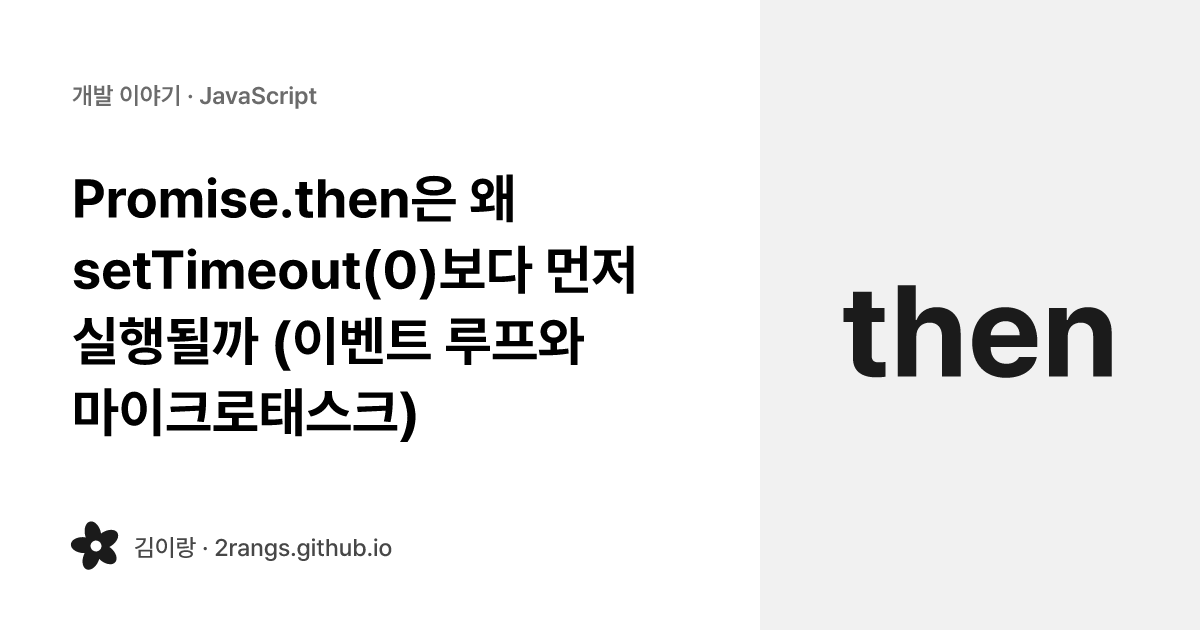 개발 이야기 · JavaScript
Promise.then은 왜
setTimeout(0)보다 먼저
실행될까 (이벤트 루프와
마이크로태스크)
then
김이랑 · 2rangs.github.io